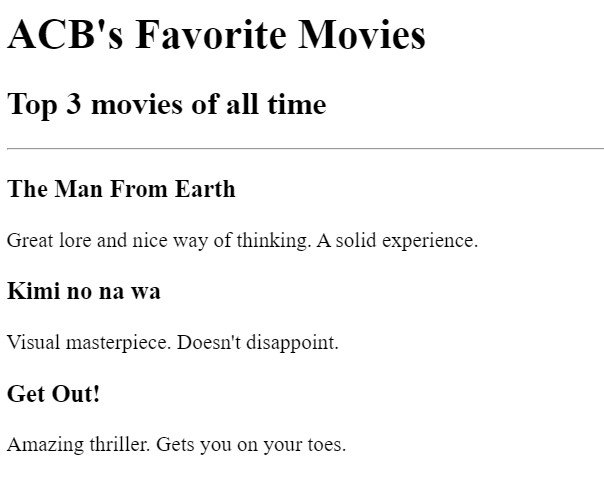 ACB's Favorite Movies
Top 3 movies of all time
The Man From Earth
Great lore and nice way of thinking. A solid experience.
Kimi no na wa
Visual masterpiece. Doesn't disappoint.
Get Out!
Amazing thriller. Gets you on your toes.